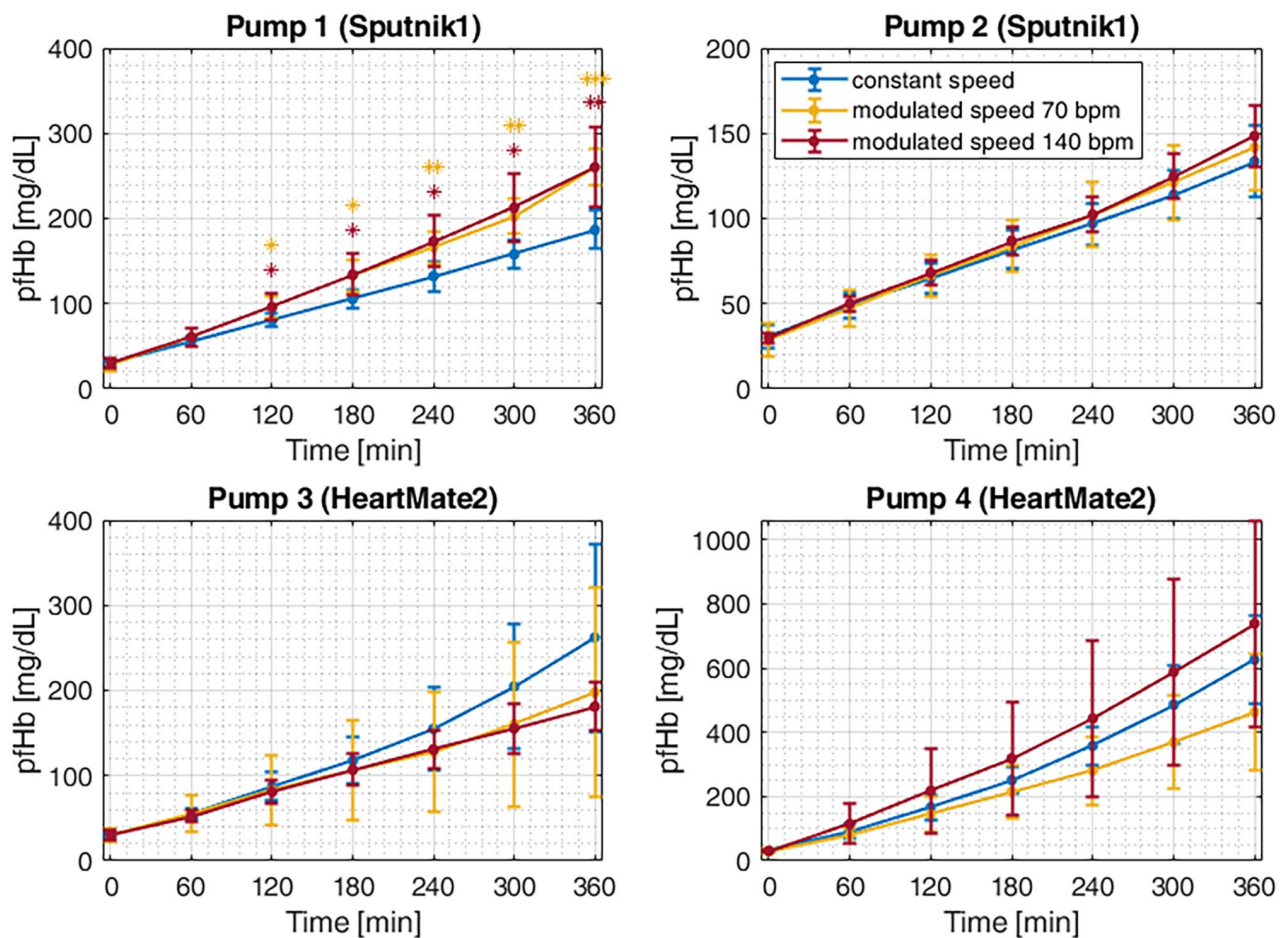 Pump 1 (Sputnik1)
400
300
200
100
0
pfHb [mg/dL]
** *
**
**
**
*
*
*
*
*
*
0 60 120 180 240 300 360
Time [min]
Pump 2 (Sputnik1)
200
150
100
50
0
pfHb [mg/dL]
constant speed
modulated speed 70 bpm
modulated speed 140 bpm
0 60 120 180 240 300 360
Time [min]
Pump 3 (HeartMate2)
400
300
200
100
0
pfHb [mg/dL]
0 60 120 180 240 300 360
Time [min]
Pump 4 (HeartMate2)
1000
800
600
400
200
0
pfHb [mg/dL]
0 60 120 180 240 300 360
Time [min]